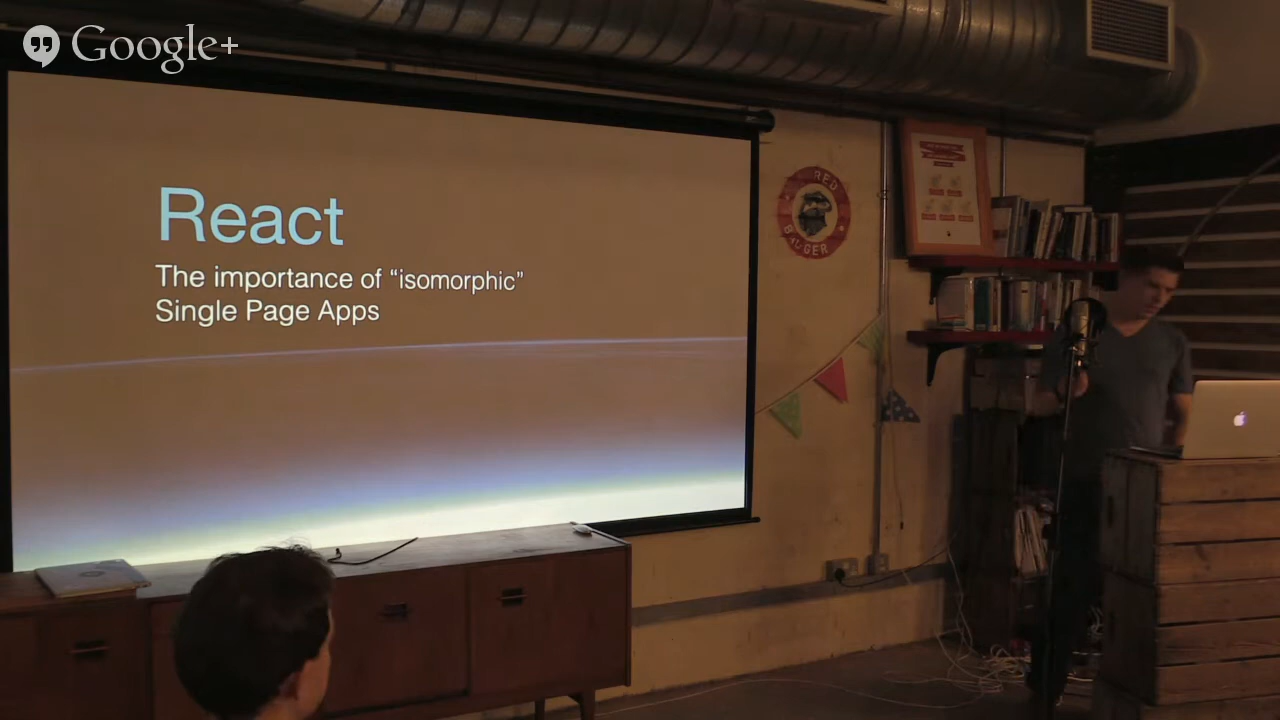 Google+
React
The importance of “isomorphic”
Single Page Apps
RED
BADGER